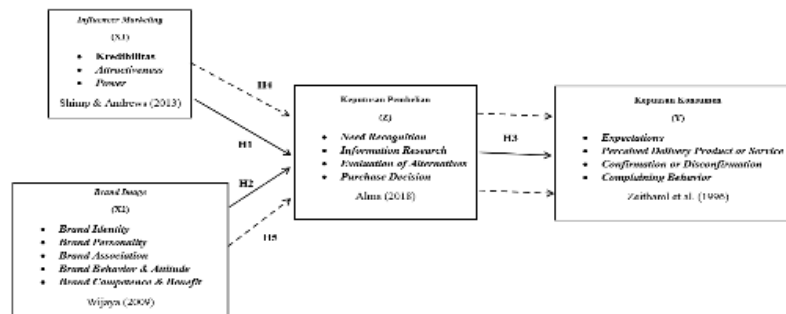 Influencer Marketing
(X1)
• Kredibilitas
• Attractiveness
• Power
Shimp & Andrews (2013)
H4
H1
Brand Image
(X2)
• Brand Identity
• Brand Personality
• Brand Association
• Brand Behavior & Attitude
• Brand Competence & Benefit
Wijaya (2009)
H2
H5
Keputusan Pembelian
(Z)
• Need Recognition
• Information Research
• Evaluation of Alternatives
• Purchase Decision
Alma (2018)
H3
Kepuasan Konsumen
(Y)
• Expectations
• Perceived Delivery Product or Service
• Confirmation or Disconfirmation
• Complaining Behavior
Zeithaml et al. (1996)